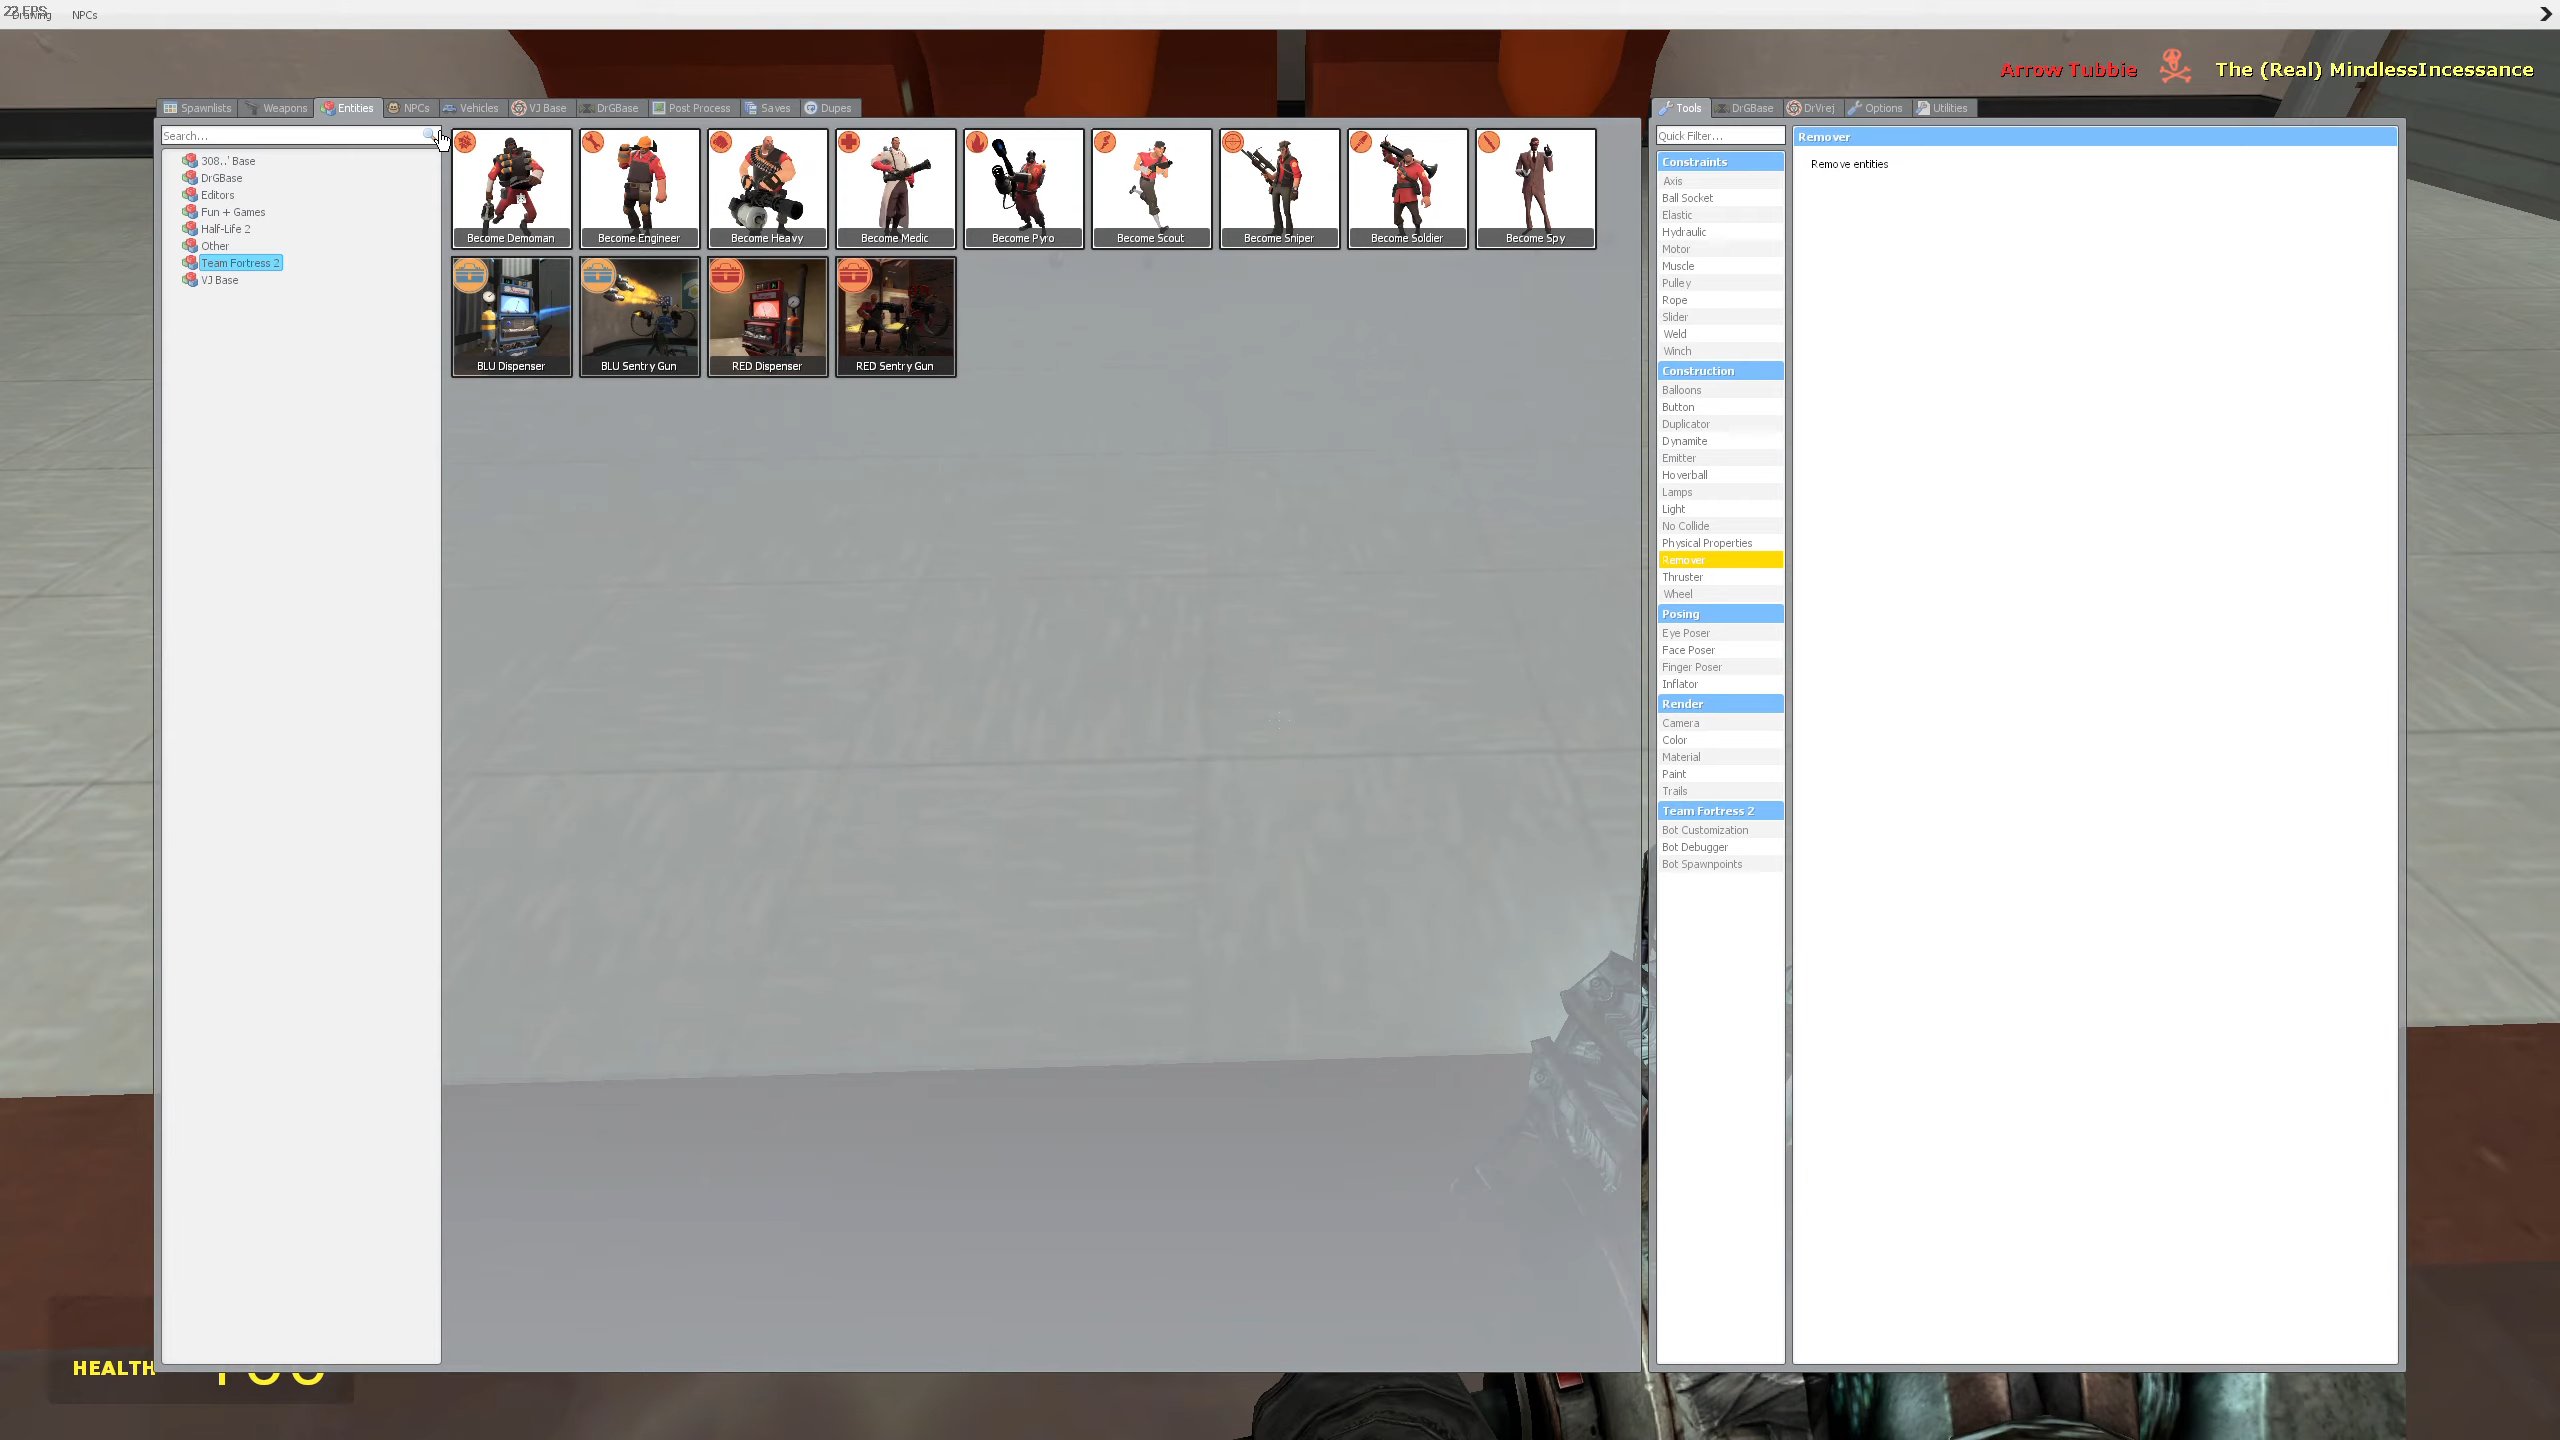 22 FPS
Drawing NPCs
Arrow Tubbie The (Real) MindlessIncessance
Spawnlists Weapons Entities NPCs Vehicles VJ Base DrGBase Post Process Saves Dupes
Search...
308..' Base
DrGBase
Editors
Fun + Games
Half-Life 2
Other
Team Fortress 2
VJ Base
Become Demoman Become Engineer Become Heavy Become Medic Become Pyro Become Scout Become Sniper Become Soldier Become Spy
BLU Dispenser BLU Sentry Gun RED Dispenser RED Sentry Gun
Tools DrGBase DrVrej Options Utilities
Quick Filter...
Constraints
Axis
Ball Socket
Elastic
Hydraulic
Motor
Muscle
Pulley
Rope
Slider
Weld
Winch
Construction
Balloons
Button
Duplicator
Dynamite
Emitter
Hoverball
Lamps
Light
No Collide
Physical Properties
Remover
Thruster
Wheel
Posing
Eye Poser
Face Poser
Finger Poser
Inflator
Render
Camera
Color
Material
Paint
Trails
Team Fortress 2
Bot Customization
Bot Debugger
Bot Spawnpoints
Remover
Remove entities
HEALTH